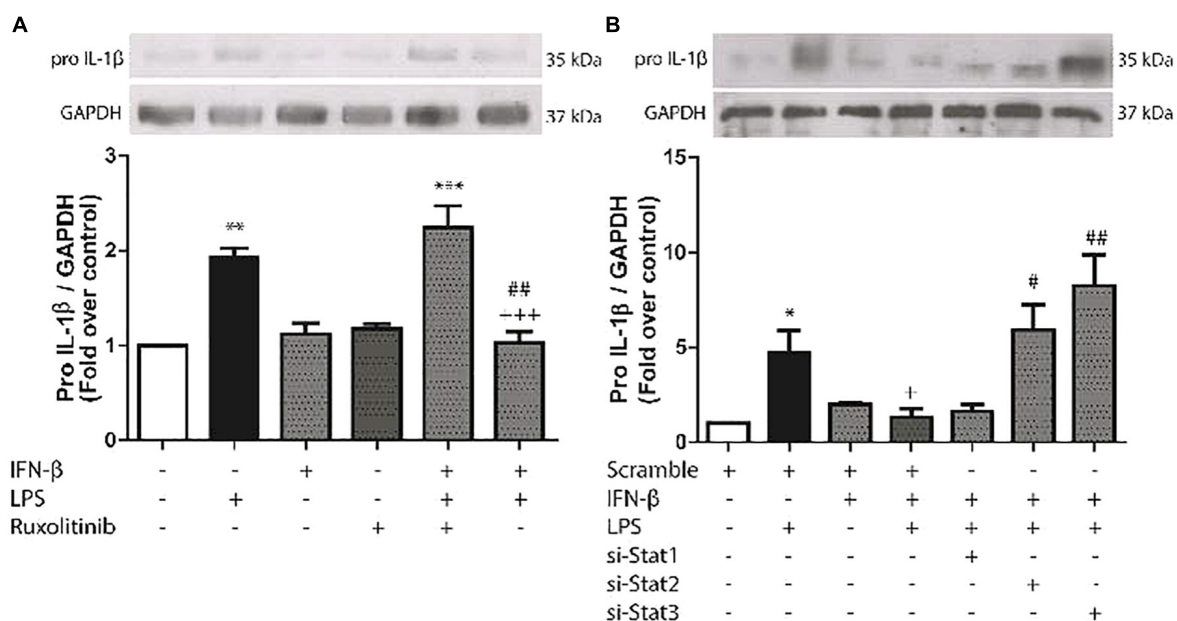 A
pro IL-1β 35 kDa
GAPDH 37 kDa
3
2
1
0
Pro IL-1β / GAPDH
(Fold over control)
**
***
##
+++
IFN-β - - + - + +
LPS - + - - + +
Ruxolitinib - - - + + -
B
pro IL-1β 35 kDa
GAPDH 37 kDa
15
10
5
0
Pro IL-1β / GAPDH
(Fold over control)
*
+
#
##
Scramble + + + + - - -
IFN-β - - + + + + +
LPS - + - + + + +
si-Stat1 - - - - + - -
si-Stat2 - - - - - + -
si-Stat3 - - - - - - +